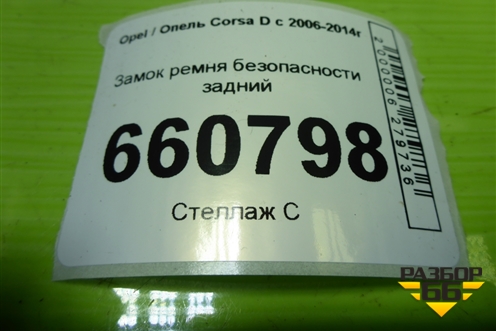 Opel / Опель Corsa D с 2006-2014г
Замок ремня безопасности
задний
660798
Стеллаж С
2000006279736
РАЗБОР
66